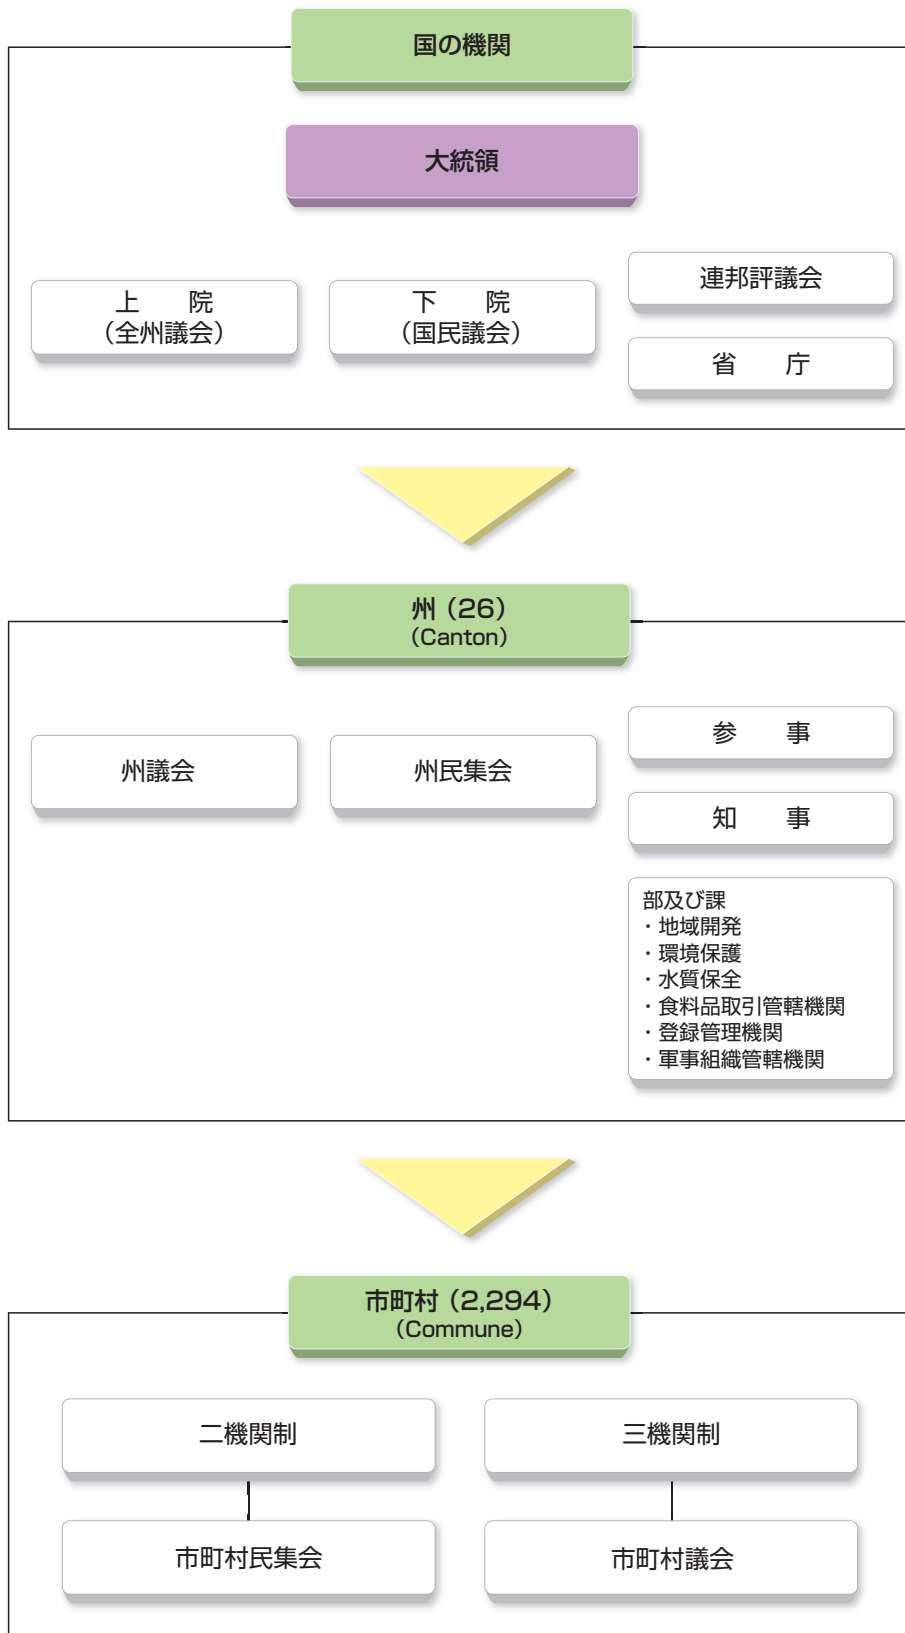 国の機関
大統領
上　　院
（全州議会）
下　　院
（国民議会）
連邦評議会
省　　庁
州（26）
（Canton）
州議会
州民集会
参　　事
知　　事
部及び課
・地域開発
・環境保護
・水質保全
・食料品取引管轄機関
・登録管理機関
・軍事組織管轄機関
市町村（2,294）
（Commune）
二機関制
三機関制
市町村民集会
市町村議会